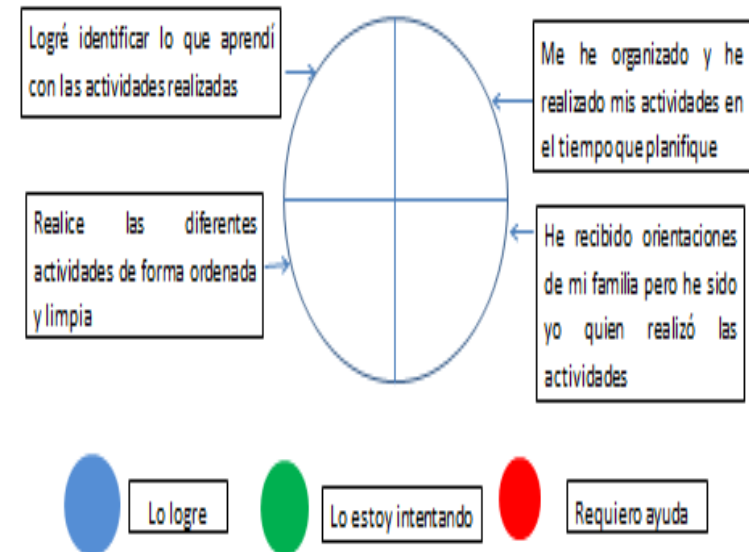 Logré identificar lo que aprendí
con las actividades realizadas
Me he organizado y he
realizado mis actividades en
el tiempo que planifique
Realice las diferentes
actividades de forma ordenada
y limpia
He recibido orientaciones
de mi familia pero he sido
yo quien realizó las
actividades
Lo logre
Lo estoy intentando
Requiero ayuda